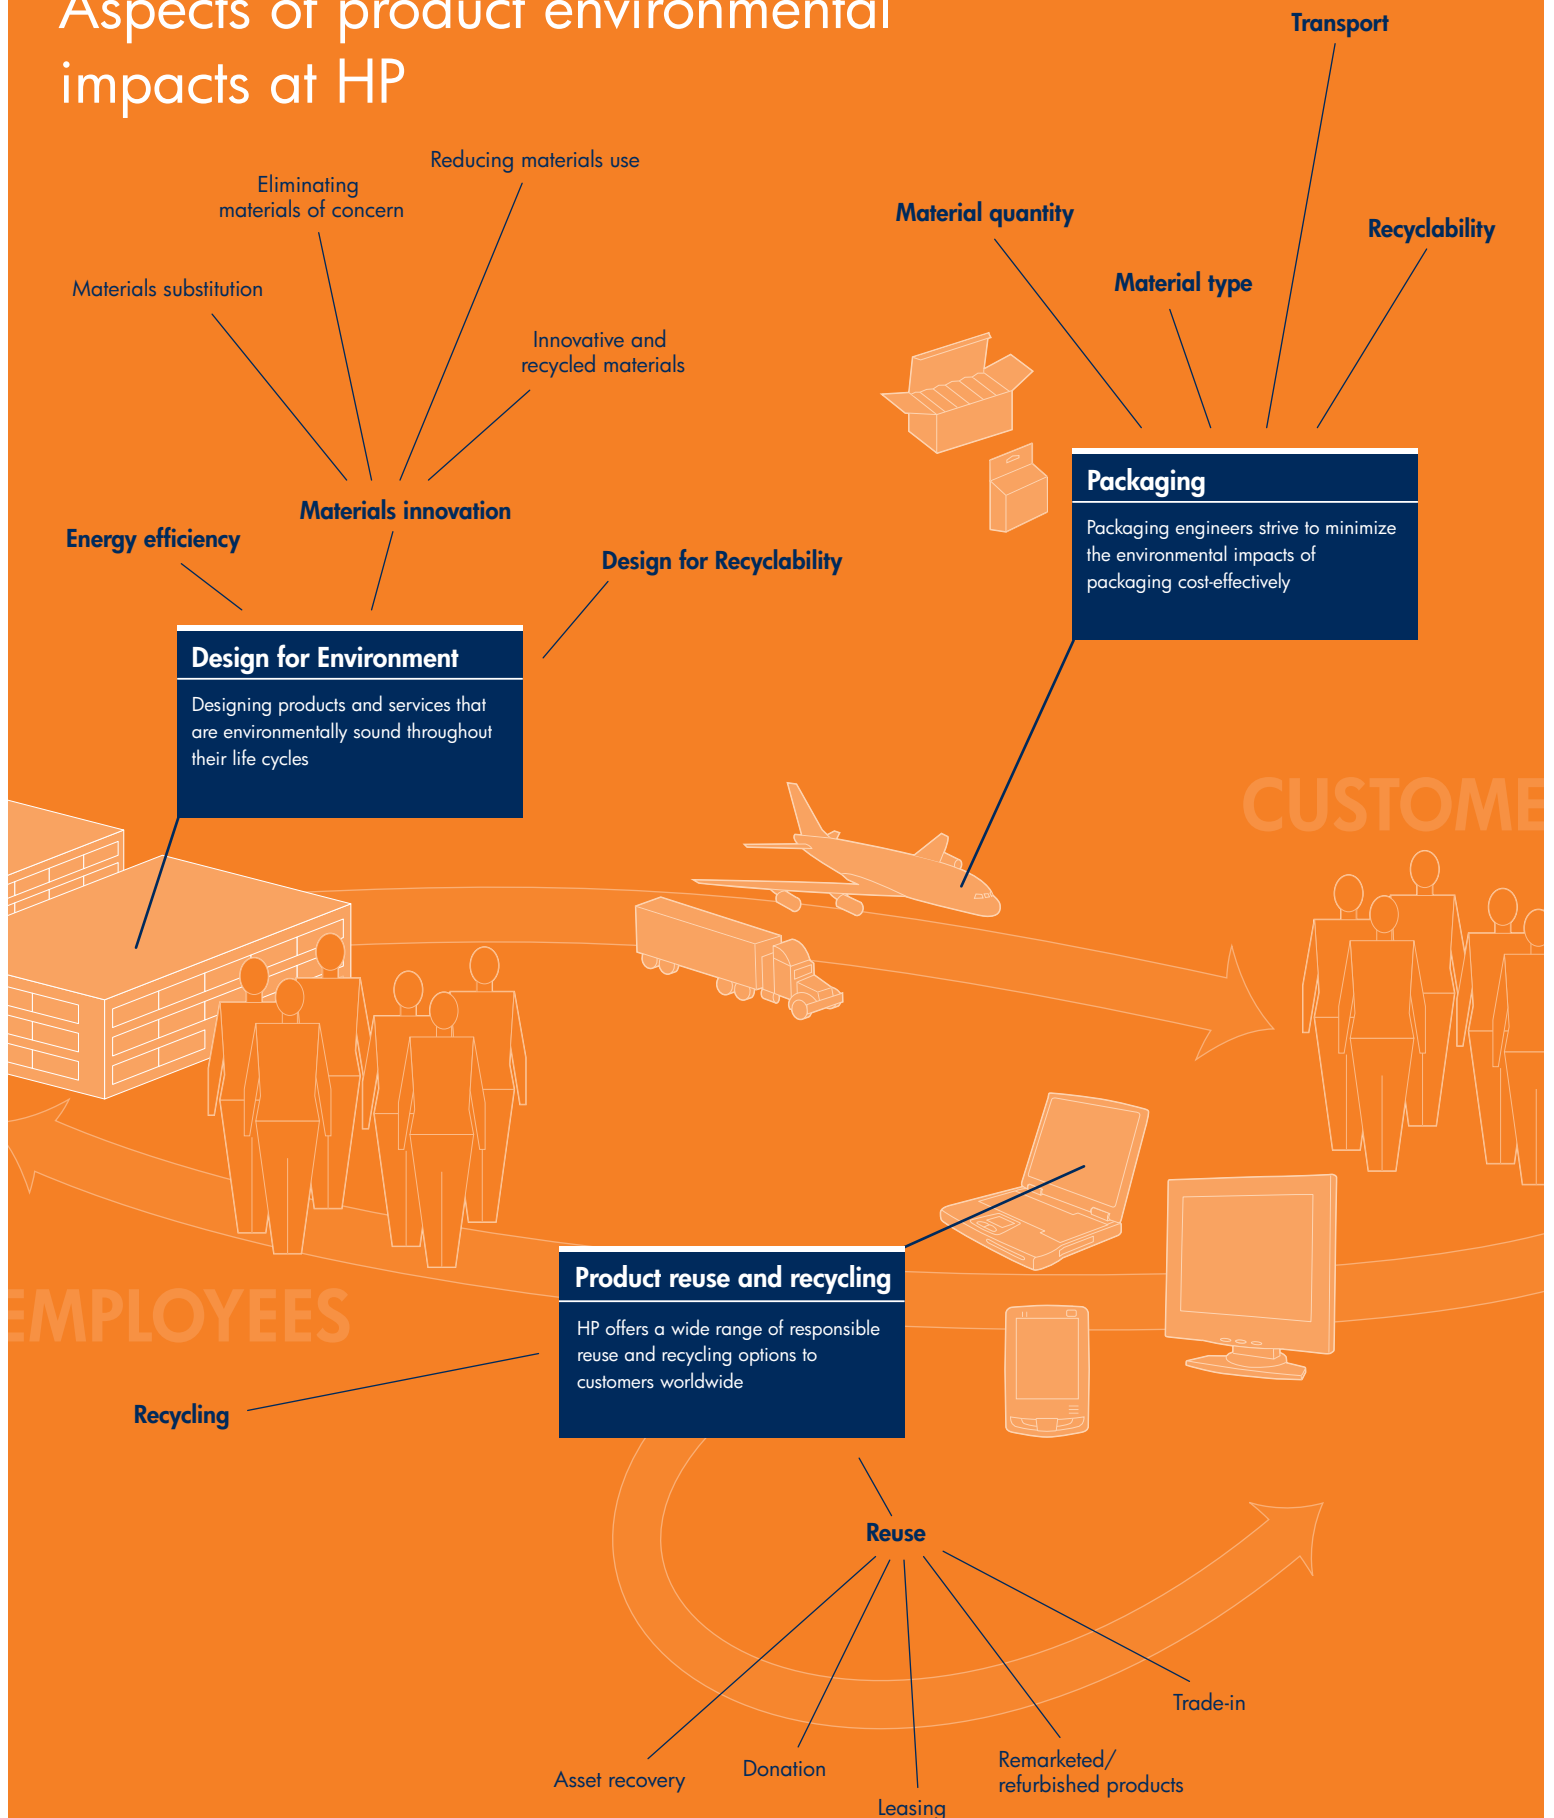 Aspects of product environmental
impacts at HP
Transport
Reducing materials use
Eliminating
materials of concern
Material quantity
Recyclability
Material type
Materials substitution
Innovative and
recycled materials
Materials innovation
Energy efficiency
Design for Recyclability
Packaging
Packaging engineers strive to minimize
the environmental impacts of
packaging cost-effectively
Design for Environment
Designing products and services that
are environmentally sound throughout
their life cycles
CUSTOME
EMPLOYEES
Product reuse and recycling
HP offers a wide range of responsible
reuse and recycling options to
customers worldwide
Recycling
Reuse
Trade-in
Remarketed/
refurbished products
Donation
Asset recovery
Leasing